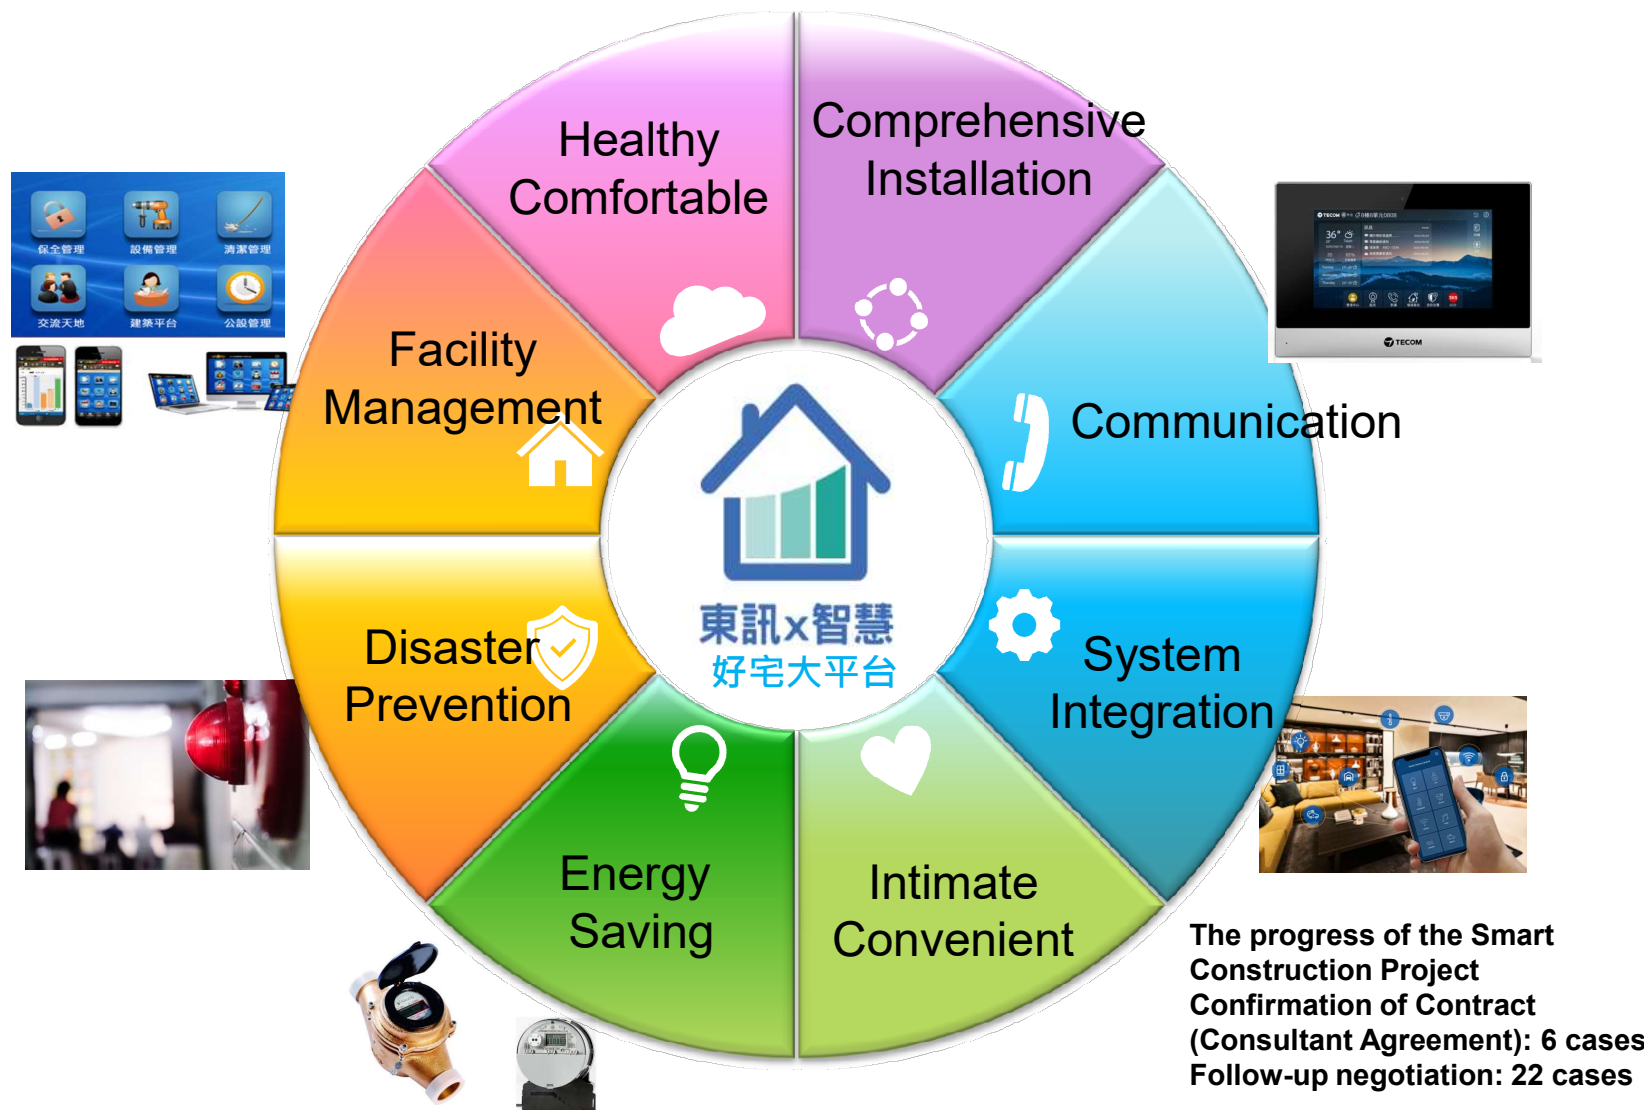 Healthy
Comfortable
Comprehensive
Installation
Facility
Management
Communication
Disaster
Prevention
System
Integration
Energy
Saving
Intimate
Convenient
東訊x智慧
好宅大平台
保全管理
設備管理
清潔管理
交流天地
建築平台
公設管理
TECOM
36°
TECOM
The progress of the Smart
Construction Project
Confirmation of Contract
(Consultant Agreement): 6 cases
Follow-up negotiation: 22 cases